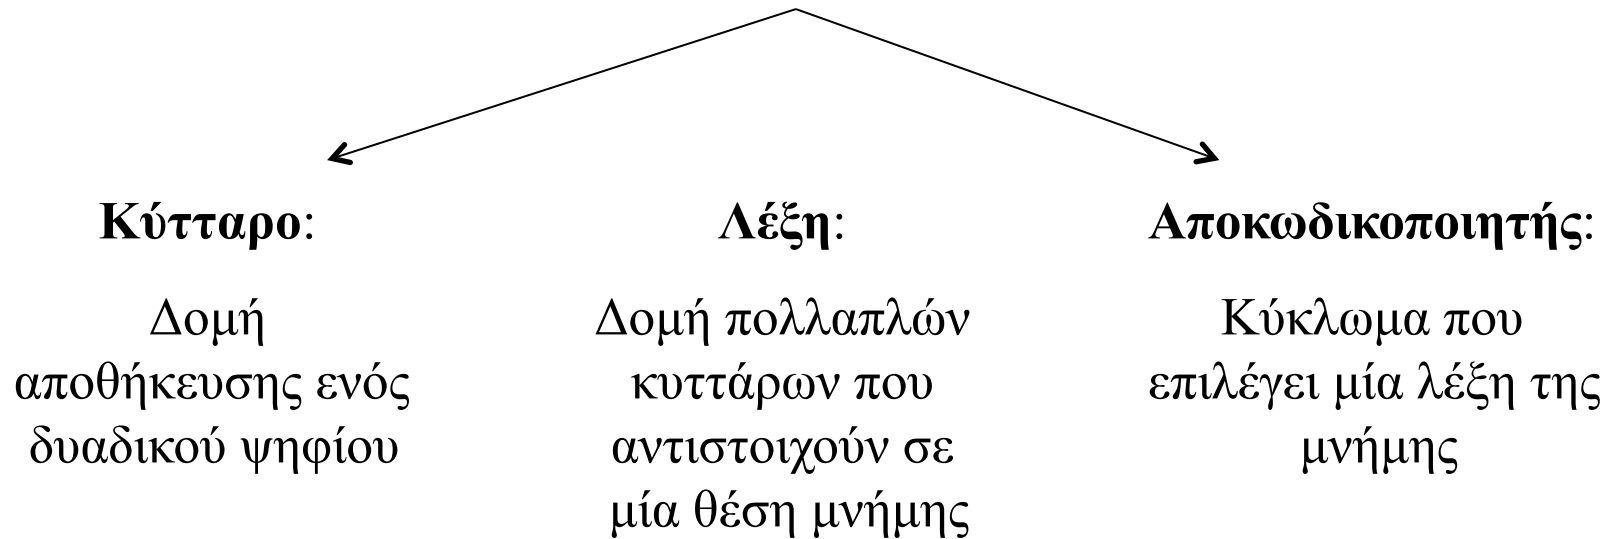 Κύτταρο:
Δομή
αποθήκευσης ενός
δυαδικού ψηφίου
Λέξη:
Δομή πολλαπλών
κυττάρων που
αντιστοιχούν σε
μία θέση μνήμης
Αποκωδικοποιητής:
Κύκλωμα που
επιλέγει μία λέξη της
μνήμης